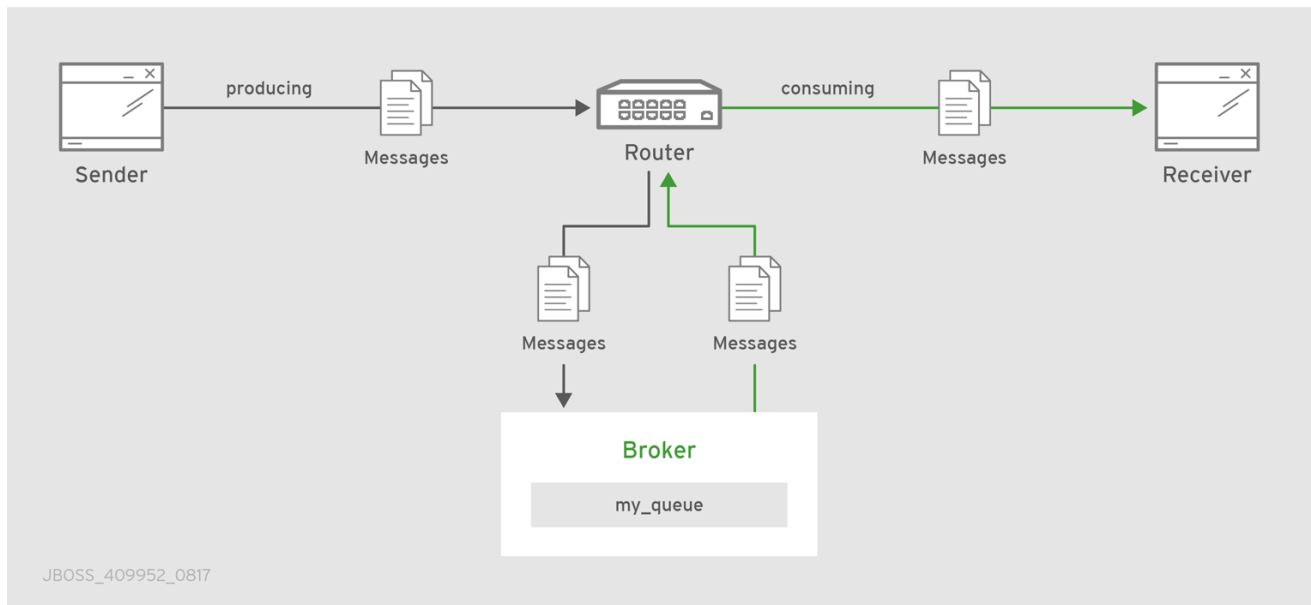 producing
consuming
Messages
Messages
Sender
Router
Receiver
Messages
Messages
Broker
my_queue
JBOSS_409952_0817